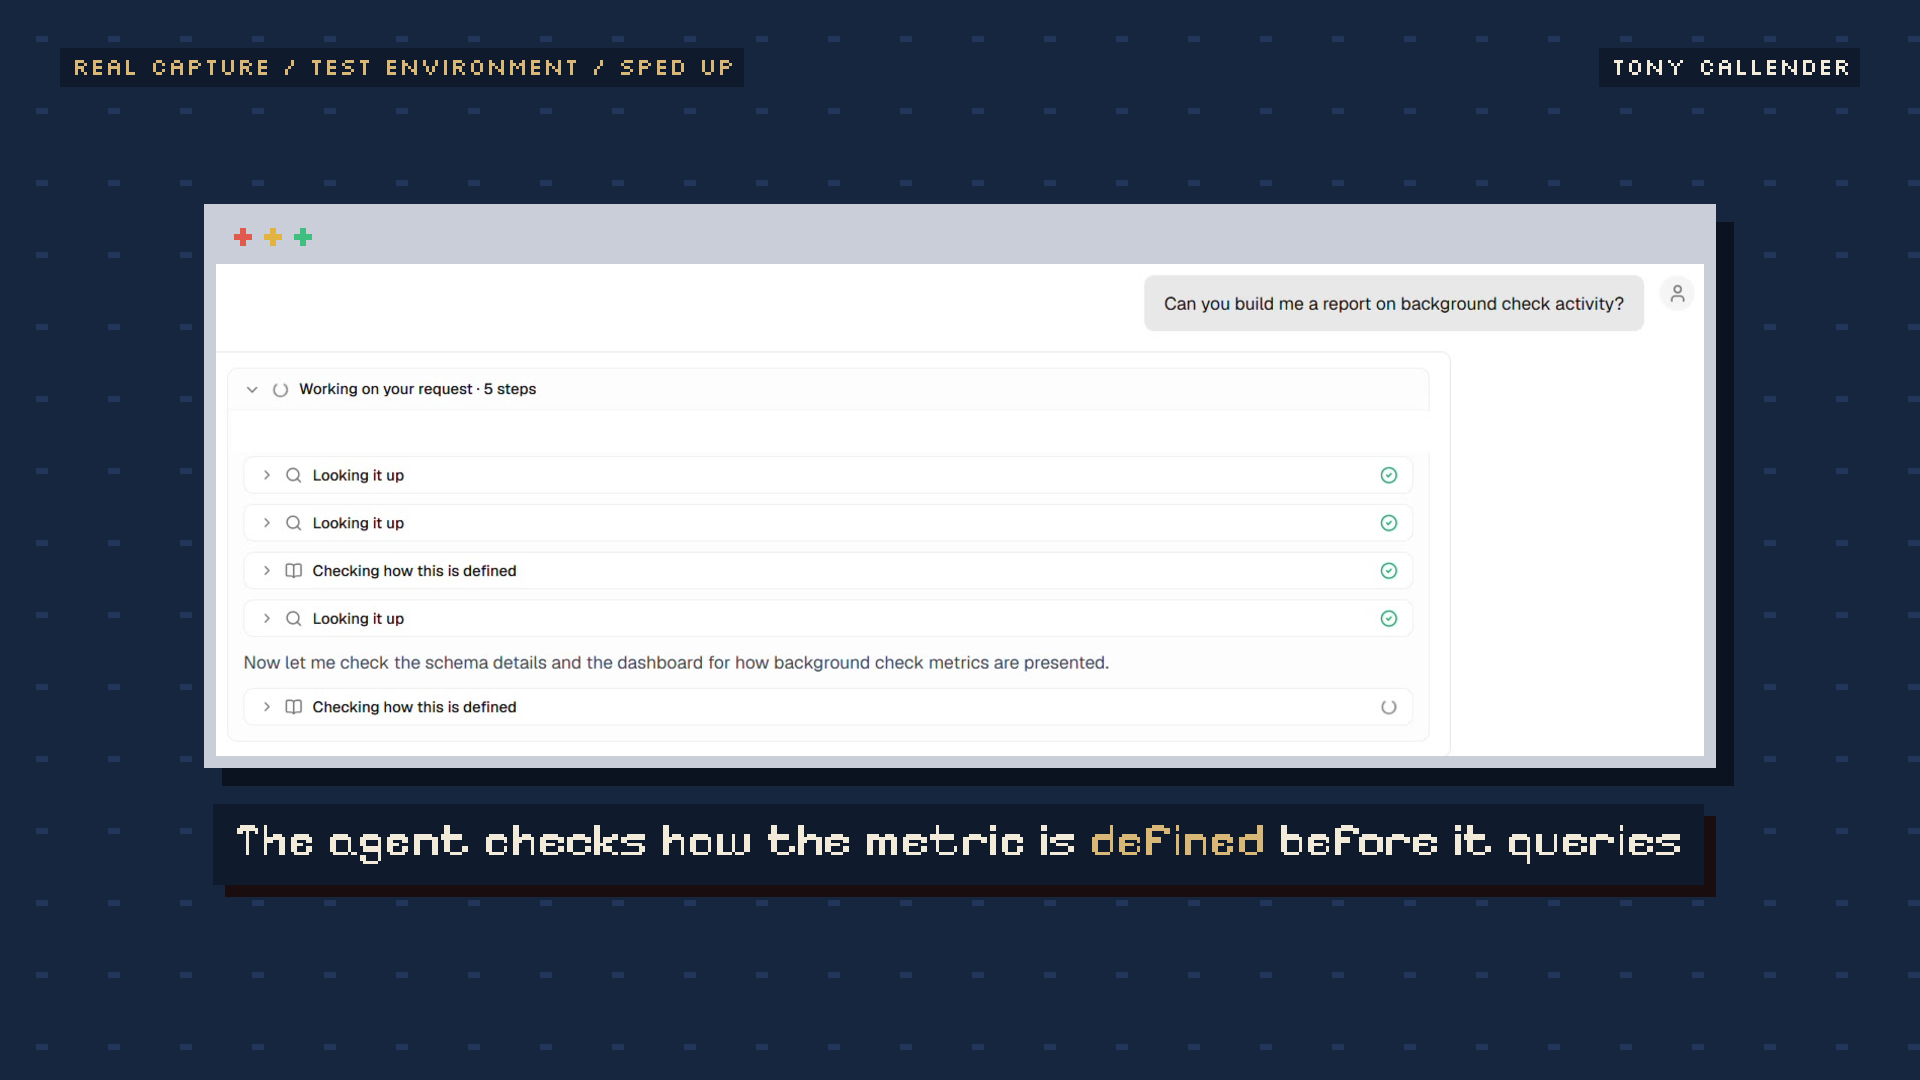 REAL CAPTURE / TEST ENVIRONMENT / SPED UP
TONY CALLENDER
Can you build me a report on background check activity?
Working on your request · 5 steps
Looking it up
Looking it up
Checking how this is defined
Looking it up
Now let me check the schema details and the dashboard for how background check metrics are presented.
Checking how this is defined
The agent checks how the metric is defined before it queries